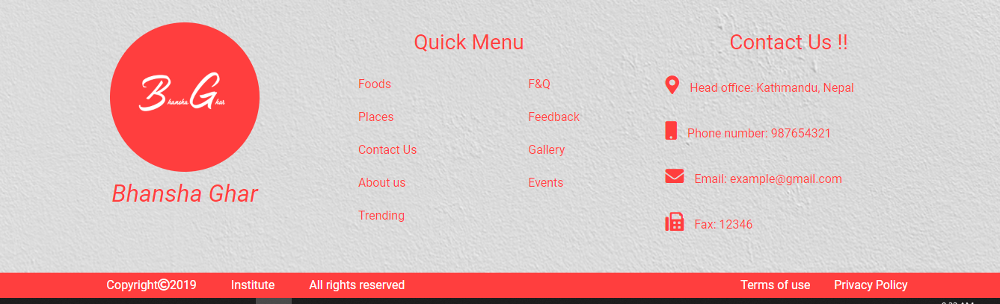 B hansha G har
Bhansha Ghar
Quick Menu
Foods
Places
Contact Us
About us
Trending
F&Q
Feedback
Gallery
Events
Contact Us !!
Head office: Kathmandu, Nepal
Phone number: 987654321
Email: example@gmail.com
Fax: 12346
Copyright©2019 Institute All rights reserved Terms of use Privacy Policy